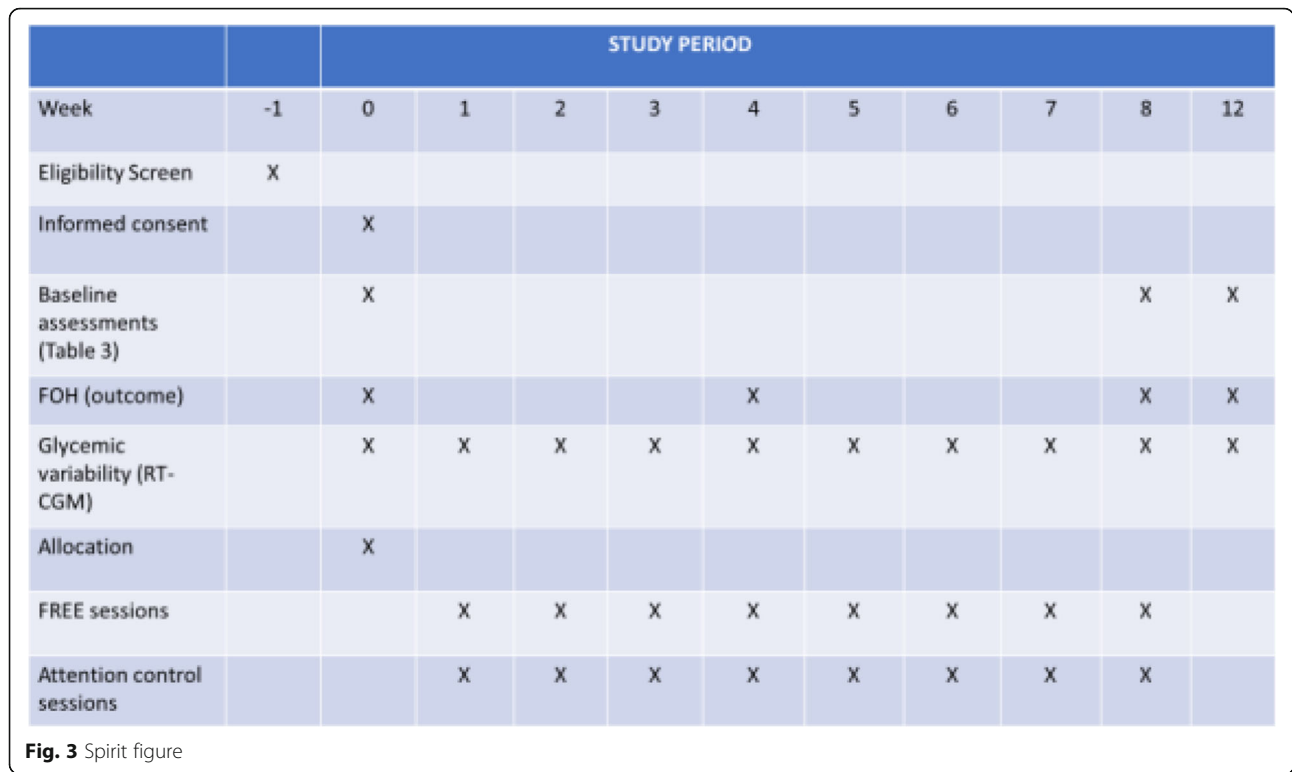 STUDY PERIOD
Week -1 0 1 2 3 4 5 6 7 8 12
Eligibility Screen X
Informed consent X
Baseline X X X
assessments
(Table 3)
FOH (outcome) X X X X
Glycemic X X X X X X X X X X
variability (RT-
CGM)
Allocation X
FREE sessions X X X X X X X X
Attention control X X X X X X X X
sessions
Fig. 3 Spirit figure